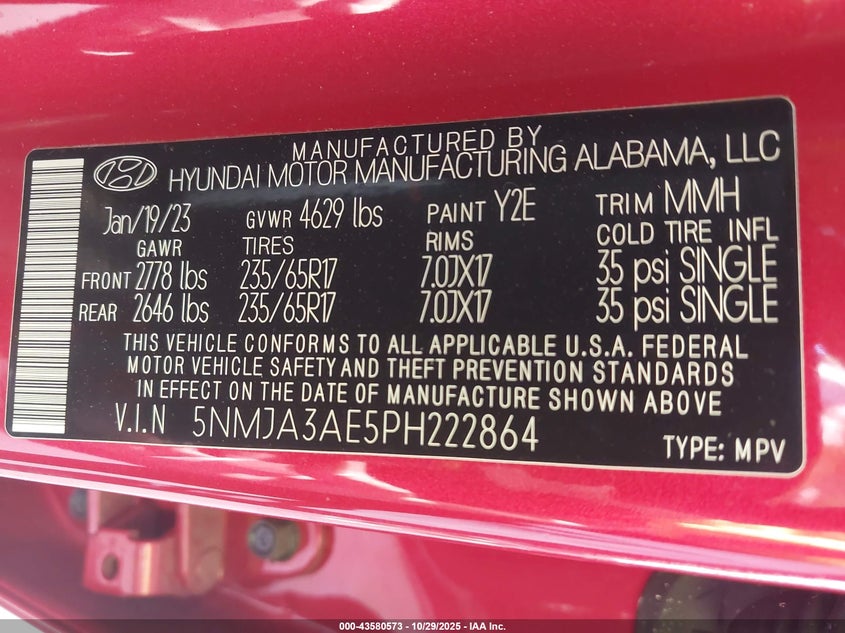 MANUFACTURED BY
HYUNDAI MOTOR MANUFACTURING ALABAMA, LLC
Jan/19/23 GVWR 4629 lbs PAINT Y2E TRIM MMH
GAWR TIRES RIMS COLD TIRE INFL
FRONT 2778 lbs 235/65R17 7.0JX17 35 psi SINGLE
REAR 2646 lbs 235/65R17 7.0JX17 35 psi SINGLE
THIS VEHICLE CONFORMS TO ALL APPLICABLE U.S.A. FEDERAL
MOTOR VEHICLE SAFETY AND THEFT PREVENTION STANDARDS
IN EFFECT ON THE DATE OF MANUFACTURE SHOWN ABOVE
V.I.N 5NMJA3AE5PH222864
TYPE: MPV
000-43580573 | 10/29/2025 - IAA Inc.